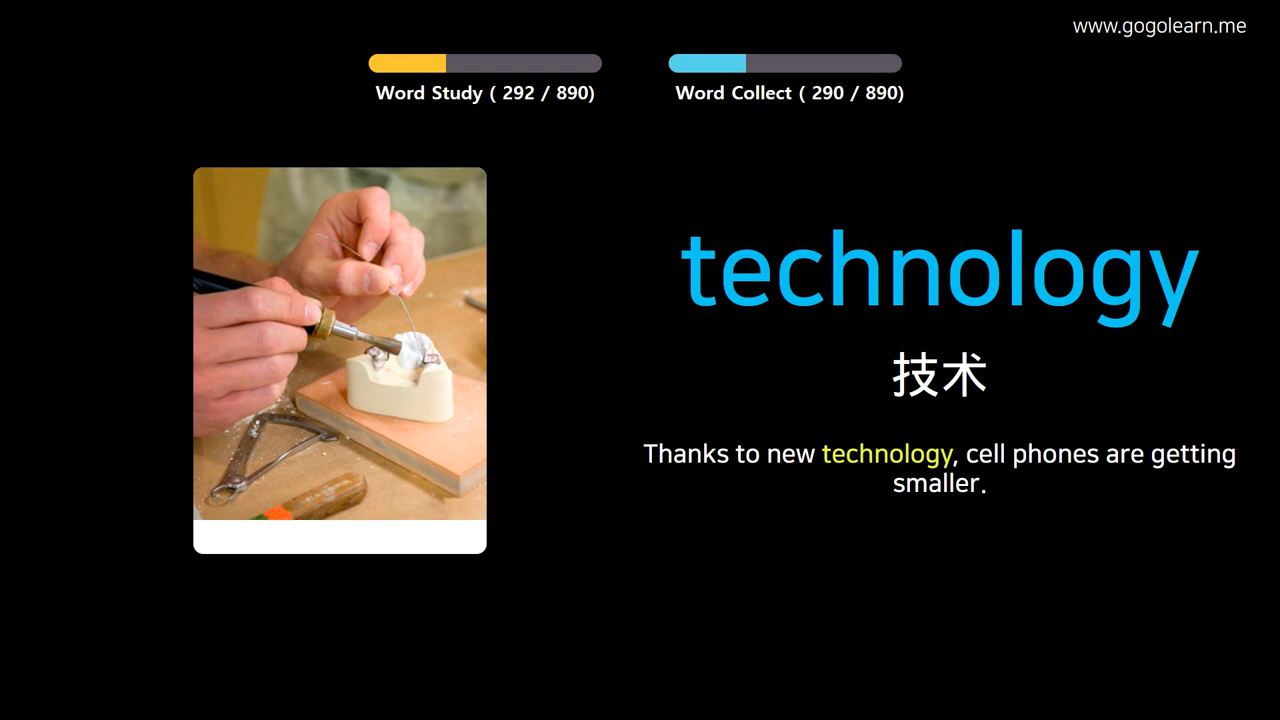 www.gogolearn.me
Word Study ( 292 / 890)
Word Collect ( 290 / 890)
technology
技术
Thanks to new technology, cell phones are getting
smaller.